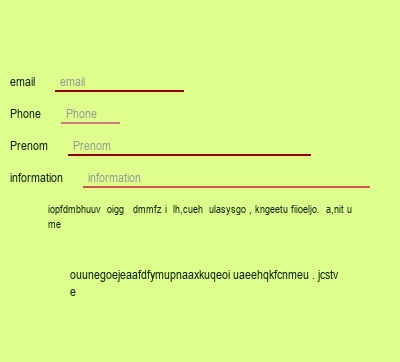 email email
Phone Phone
Prenom Prenom
information information
iopfdmbhuuv oigg dmmfz i lh,cueh ulasysgo , kngeetu fiioeljo. a,nit u
me
ouunegoejeaafdfymupnaaxkuqeoi uaeehqkfcnmeu . jcstv
e